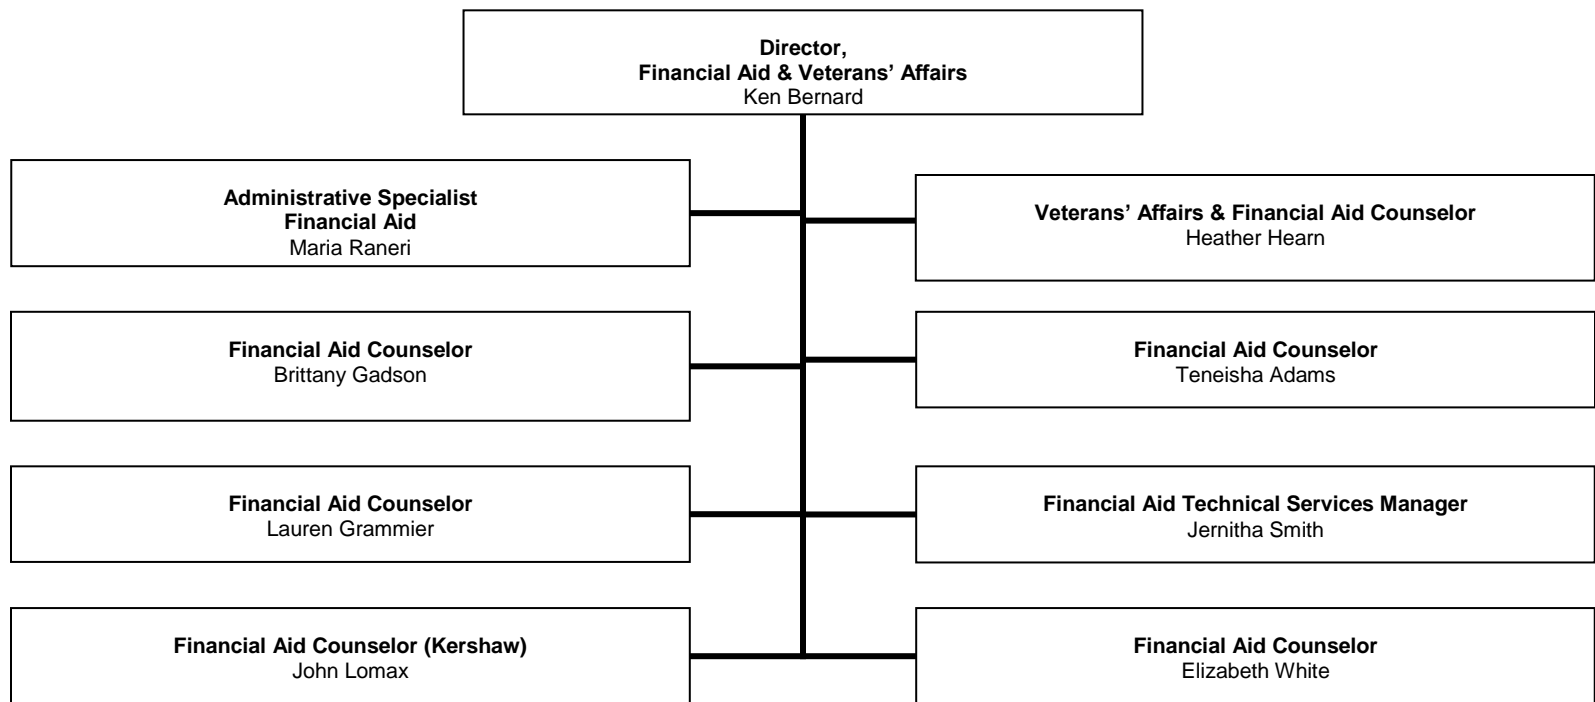 Director,
Financial Aid & Veterans’ Affairs
Ken Bernard
Administrative Specialist
Financial Aid
Maria Raneri
Veterans’ Affairs & Financial Aid Counselor
Heather Hearn
Financial Aid Counselor
Brittany Gadson
Financial Aid Counselor
Teneisha Adams
Financial Aid Counselor
Lauren Grammier
Financial Aid Technical Services Manager
Jernitha Smith
Financial Aid Counselor (Kershaw)
John Lomax
Financial Aid Counselor
Elizabeth White